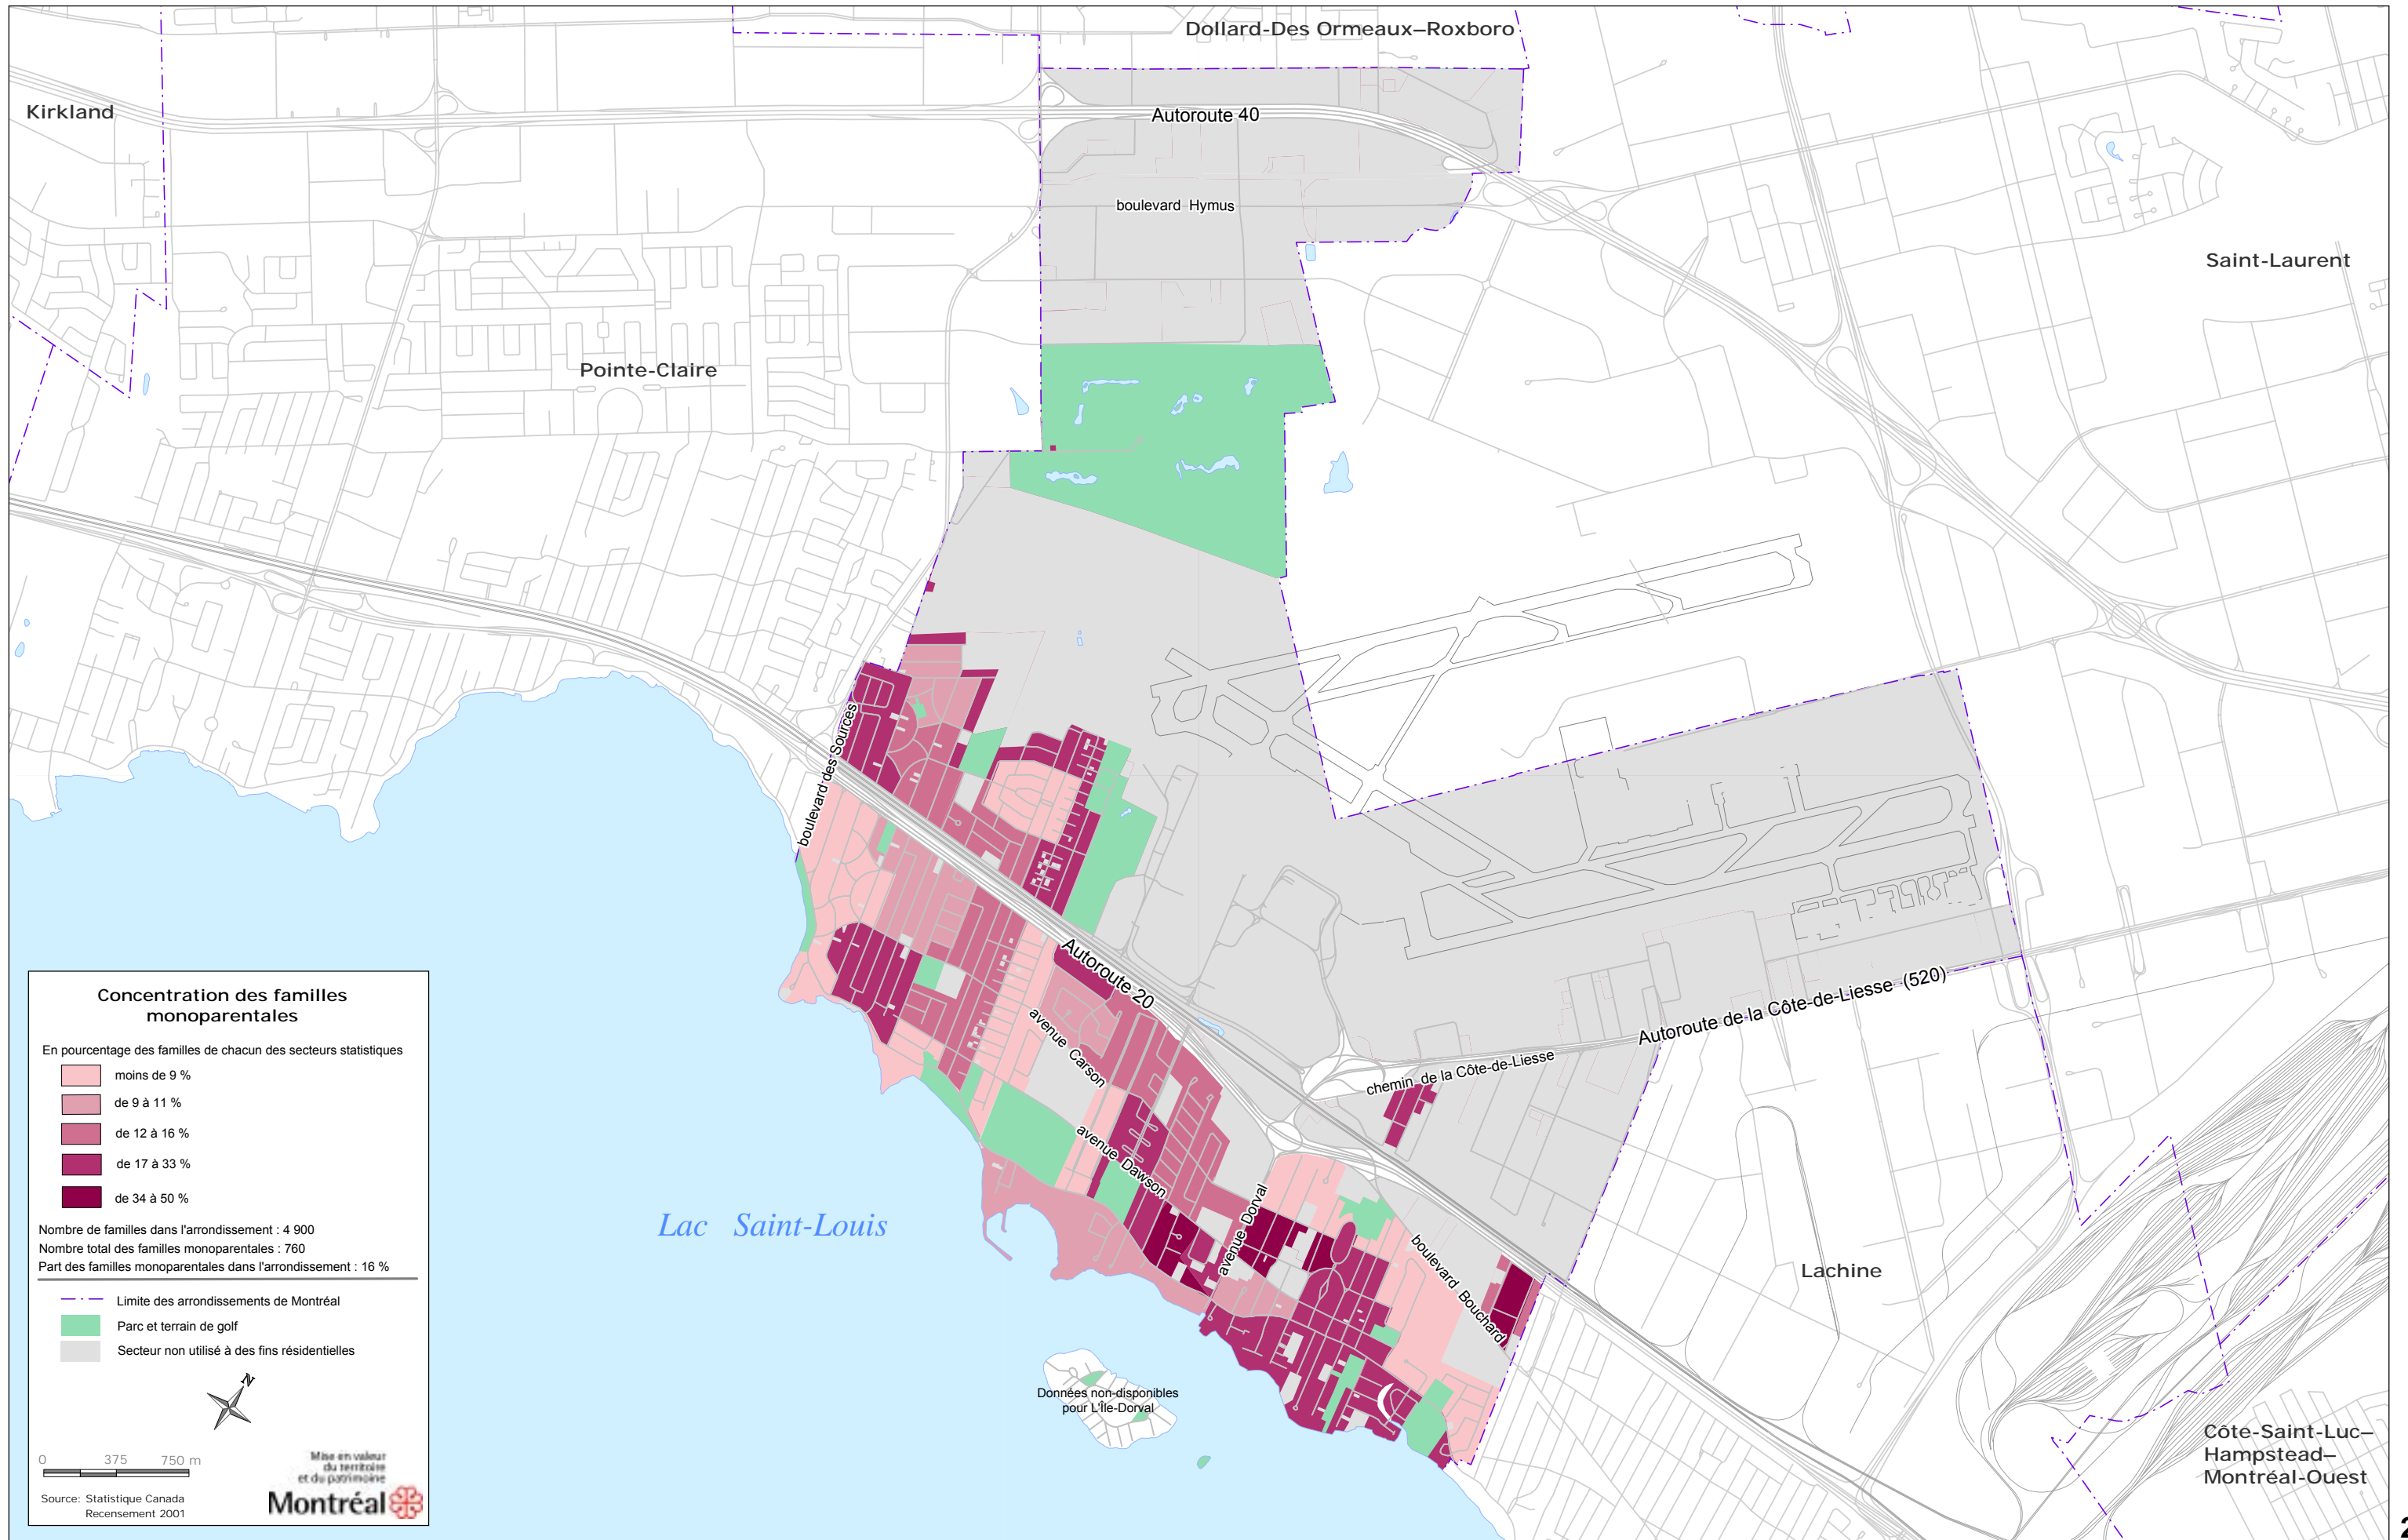 Dollard-Des Ormeaux–Roxboro
Kirkland
Autoroute 40
boulevard Hymus
Saint-Laurent
Pointe-Claire
boulevard des Sources
Autoroute 20
avenue Carson
Autoroute de la Côte-de-Liesse (520)
chemin de la Côte-de-Liesse
avenue Dawson
avenue Dorval
boulevard Bouchard
Lac Saint-Louis
Lachine
Données non-disponibles
pour L'Île-Dorval
Côte-Saint-Luc–
Hampstead–
Montréal-Ouest
Concentration des familles
monoparentales
En pourcentage des familles de chacun des secteurs statistiques
moins de 9 %
de 9 à 11 %
de 12 à 16 %
de 17 à 33 %
de 34 à 50 %
Nombre de familles dans l'arrondissement : 4 900
Nombre total des familles monoparentales : 760
Part des familles monoparentales dans l'arrondissement : 16 %
Limite des arrondissements de Montréal
Parc et terrain de golf
Secteur non utilisé à des fins résidentielles
N
0 375 750 m
Mise en valeur
du territoire
et du patrimoine
Montréal
Source: Statistique Canada
Recensement 2001